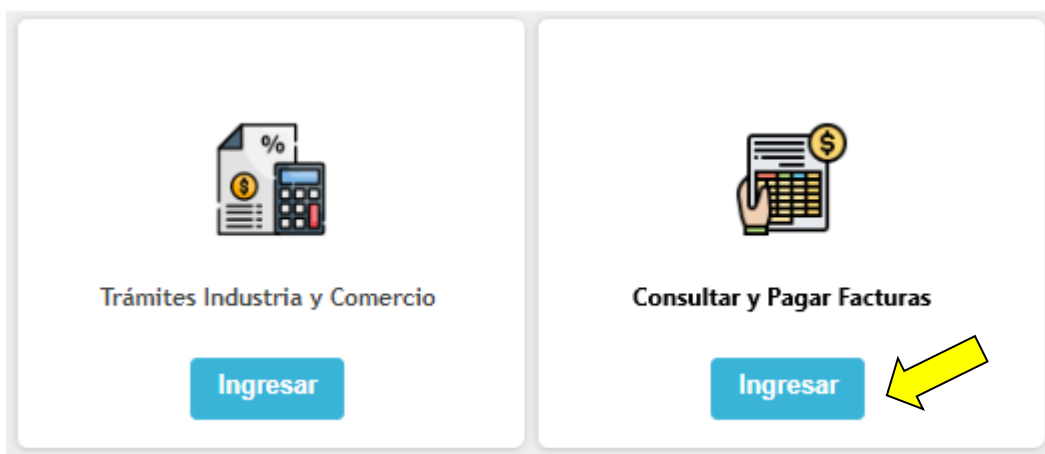 %
$
$
Trámites Industria y Comercio
Consultar y Pagar Facturas
Ingresar
Ingresar